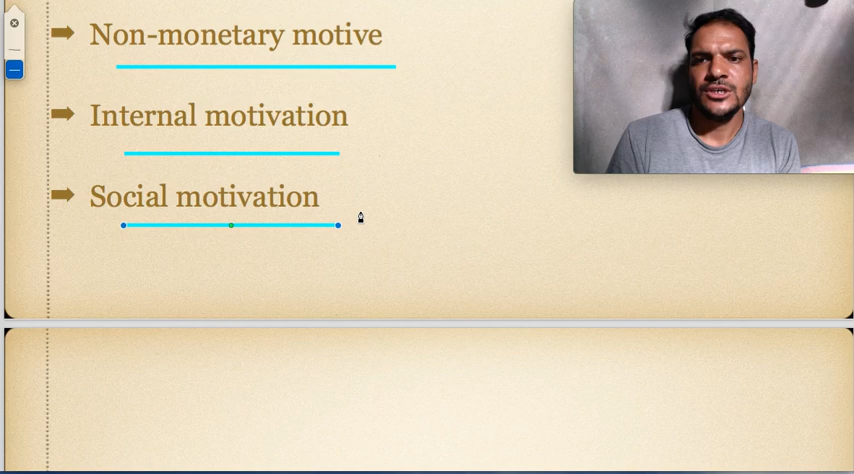 Non-monetary motive
Internal motivation
Social motivation